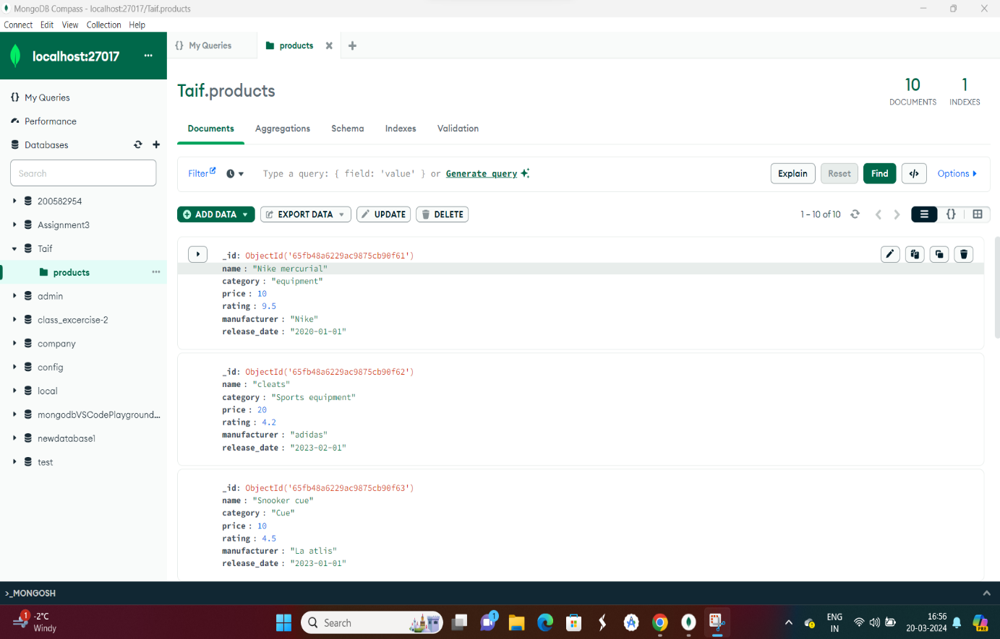 MongoDB Compass - localhost:27017/Taif.products
Connect Edit View Collection Help
localhost:27017 ...
{} My Queries
products
My Queries
Performance
Databases
Search
200582954
Assignment3
Taif
products ...
admin
class_excercise-2
company
config
local
mongodbVSCodePlayground...
newdatabase1
test
Taif.products
10
DOCUMENTS
1
INDEXES
Documents Aggregations Schema Indexes Validation
Filter Type a query: { field: 'value' } or Generate query Explain Reset Find </> Options
ADD DATA EXPORT DATA UPDATE DELETE 1 – 10 of 10 {}
_id: ObjectId('65fb48a6229ac9875cb90f61')
name : "Nike mercurial"
category : "equipment"
price : 10
rating : 9.5
manufacturer : "Nike"
release_date : "2020-01-01"
_id: ObjectId('65fb48a6229ac9875cb90f62')
name : "cleats"
category : "Sports equipment"
price : 20
rating : 4.2
manufacturer : "adidas"
release_date : "2023-02-01"
_id: ObjectId('65fb48a6229ac9875cb90f63')
name : "Snooker cue"
category : "Cue"
price : 10
rating : 4.5
manufacturer : "La atlis"
release_date : "2023-01-01"
>_MONGOSH
1
-2°C
Windy
Search
1
ENG
IN
16:56
20-03-2024
PRE